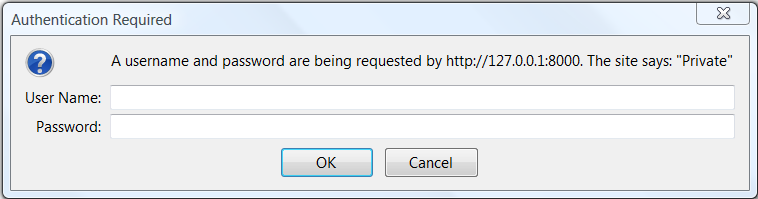 Authentication Required
A username and password are being requested by http://127.0.0.1:8000. The site says: "Private"
User Name:
Password:
OK Cancel